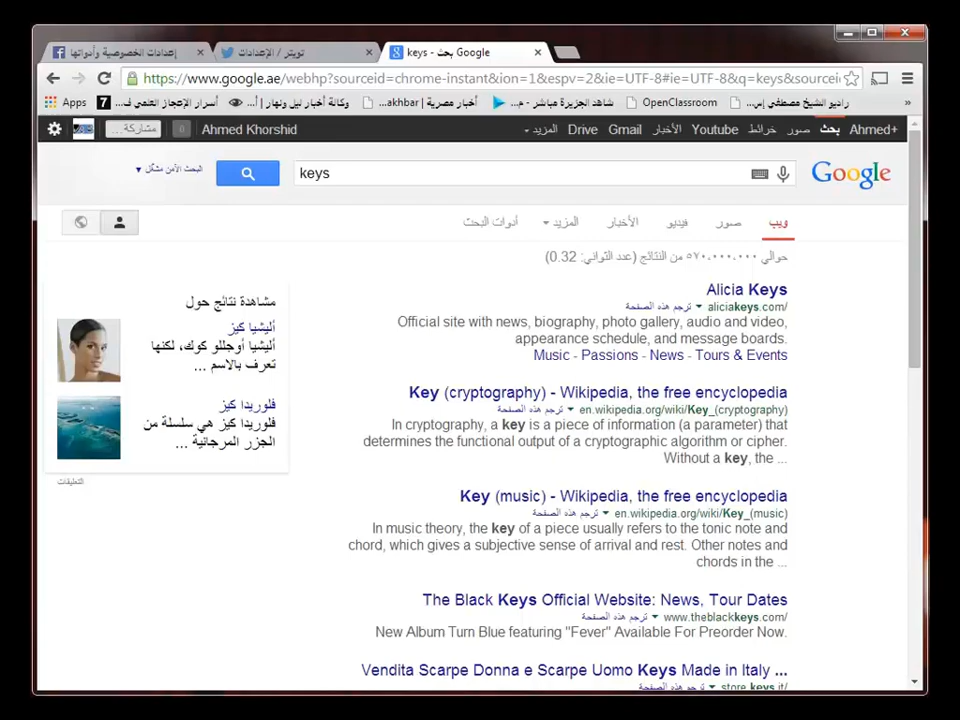 إعدادات الخصوصية وأدواتها
تويتر / الإعدادات
keys - بحث Google
https://www.google.ae/webhp?sourceid=chrome-instant&ion=1&espv=2&ie=UTF-8#ie=UTF-8&q=keys&sourcei
Apps
أسرار الإعجاز العلمي ف...
وكالة أخبار ليل ونهار | أ...
أخبار مصرية | akhbar...
شاهد الجزيرة مباشر - م...
OpenClassroom
راديو الشيخ مصطفى إس...
»
Ahmed+ بحث صور خرائط Youtube الأخبار Gmail Drive المزيد
Ahmed Khorshid
0
مشاركة ...
Google
keys
البحث الآمن مشغّل
ويب صور فيديو الأخبار المزيد أدوات البحث
حوالي ٥٧٠,٠٠٠,٠٠٠ من النتائج (عدد الثواني: 0.32)
Alicia Keys
aliciakeys.com/ ترجم هذه الصفحة
Official site with news, biography, photo gallery, audio and video,
appearance schedule, and message boards.
Music - Passions - News - Tours & Events
Key (cryptography) - Wikipedia, the free encyclopedia
en.wikipedia.org/wiki/Key_(cryptography) ترجم هذه الصفحة
In cryptography, a key is a piece of information (a parameter) that
determines the functional output of a cryptographic algorithm or cipher.
Without a key, the ...
Key (music) - Wikipedia, the free encyclopedia
en.wikipedia.org/wiki/Key_(music) ترجم هذه الصفحة
In music theory, the key of a piece usually refers to the tonic note and
chord, which gives a subjective sense of arrival and rest. Other notes and
chords in the ...
The Black Keys Official Website: News, Tour Dates
www.theblackkeys.com/ ترجم هذه الصفحة
New Album Turn Blue featuring "Fever" Available For Preorder Now.
Vendita Scarpe Donna e Scarpe Uomo Keys Made in Italy ...
store.keys.it/ ترجم هذه الصفحة
مشاهدة نتائج حول
أليشيا كيز
أليشيا أوجللو كوك، لكنها
تعرف بالاسم ...
فلوريدا كيز
فلوريدا كيز هي سلسلة من
الجزر المرجانية ...
التعليقات